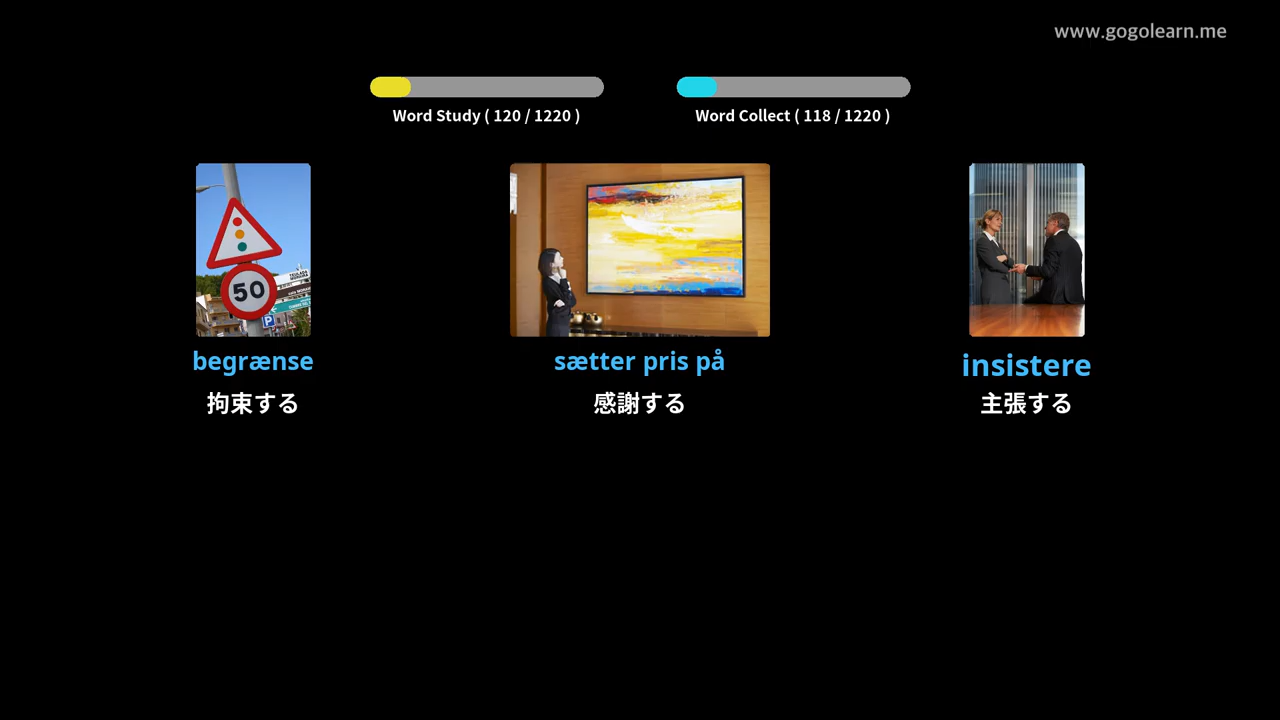 www.gogolearn.me
Word Study ( 120 / 1220 )
Word Collect ( 118 / 1220 )
50
P
begrænse
sætter pris på
insistere
拘束する
感謝する
主張する